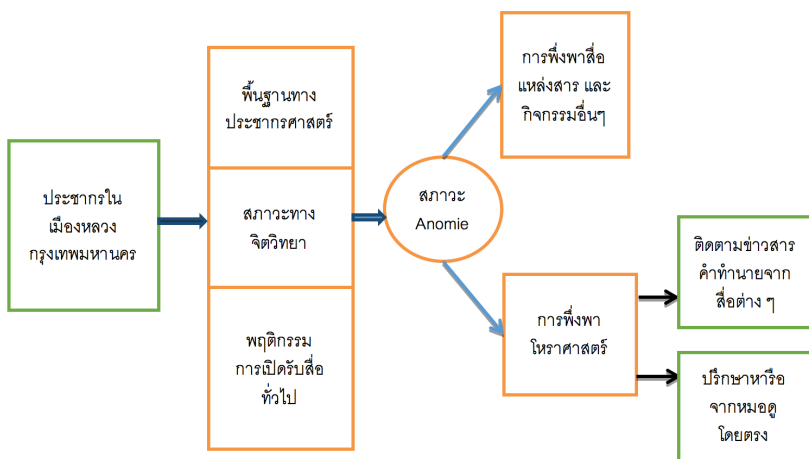 ประชากรใน
เมืองหลวง
กรุงเทพมหานคร
พื้นฐานทาง
ประชากรศาสตร์
สภาวะทาง
จิตวิทยา
พฤติกรรม
การเปิดรับสื่อ
ทั่วไป
สภาวะ
Anomie
การพึ่งพาสื่อ
แหล่งสาร และ
กิจกรรมอื่นๆ
การพึ่งพา
โหราศาสตร์
ติดตามข่าวสาร
คำทำนายจาก
สื่อต่าง ๆ
ปรึกษาหารือ
จากหมอดู
โดยตรง